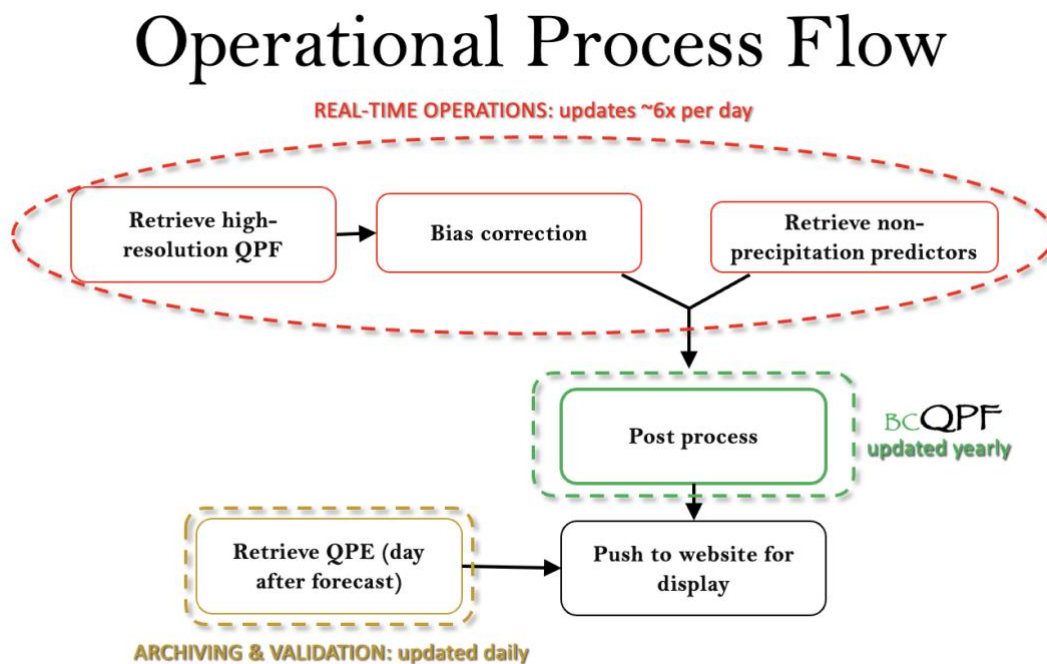 Operational Process Flow
REAL-TIME OPERATIONS: updates ~6x per day
Retrieve high-
resolution QPF
Bias correction
Retrieve non-
precipitation predictors
Post process
BCQPF
updated yearly
Retrieve QPE (day
after forecast)
Push to website for
display
ARCHIVING & VALIDATION: updated daily